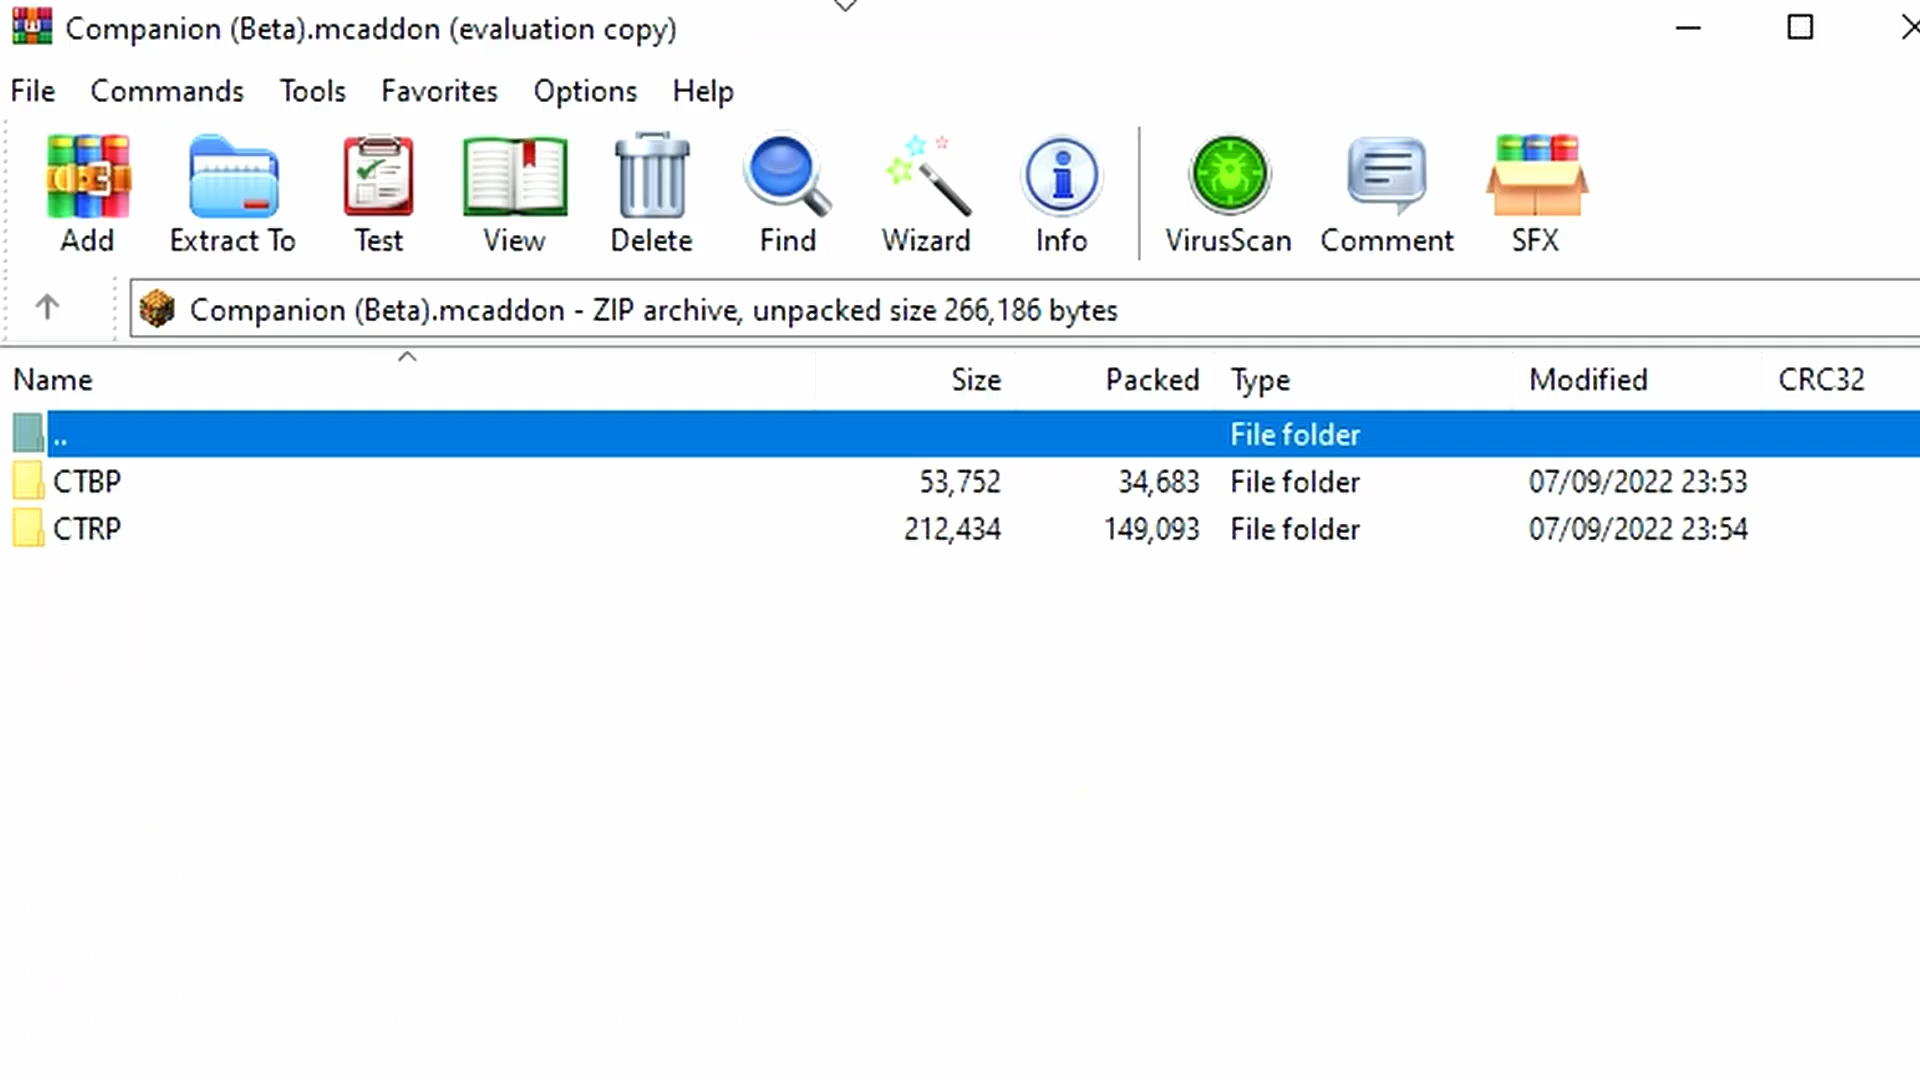 Companion (Beta).mcaddon (evaluation copy)
File Commands Tools Favorites Options Help
Add Extract To Test View Delete Find Wizard Info VirusScan Comment SFX
Companion (Beta).mcaddon - ZIP archive, unpacked size 266,186 bytes
Name Size Packed Type Modified CRC32
.. File folder
CTBP 53,752 34,683 File folder 07/09/2022 23:53
CTRP 212,434 149,093 File folder 07/09/2022 23:54